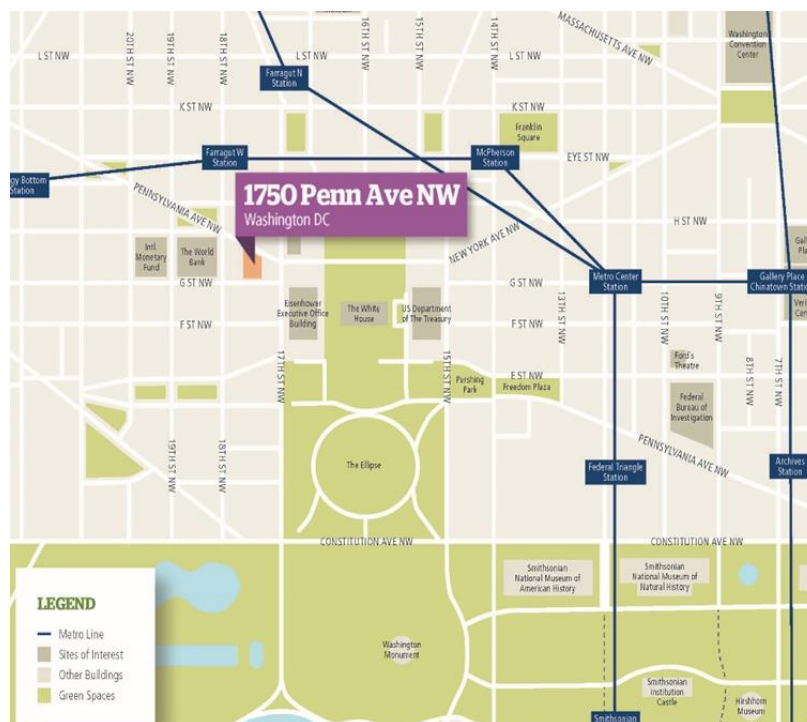 MASSACHUSETTS AVE NW
Washington
Convention
Center
20TH ST NW
19TH ST NW
18TH ST NW
16TH ST NW
15TH ST NW
14TH ST NW
L ST NW
L ST NW
L ST NW
Farragut N
Station
K ST NW
K ST NW
Franklin
Square
Farragut W
Station
McPherson
Station
EYE ST NW
gy Bottom
Station
PENNSYLVANIA AVE NW
1750 Penn Ave NW
Washington DC
H ST NW
NEW YORK AVE NW
Intl.
Monetary
Fund
The World
Bank
G ST NW
G ST NW
Metro Center
Station
Gallery Place
Chinatown Stati
Eisenhower
Executive Office
Building
The White
House
US Department
of The Treasury
13TH ST NW
10TH ST NW
9TH ST NW
F ST NW
F ST NW
17TH ST NW
15TH ST NW
Ford's
Theatre
8TH ST NW
7TH ST NW
E ST NW
Pershing
Park
Freedom Plaza
Federal
Bureau of
Investigation
PENNSYLVANIA AVE NW
19TH ST NW
18TH ST NW
The Ellipse
Federal Triangle
Station
Archives
Station
CONSTITUTION AVE NW
CONSTITUTION AVE NW
Smithsonian
National Museum of
American History
Smithsonian
National Museum of
Natural History
LEGEND
Metro Line
Sites of Interest
Other Buildings
Green Spaces
Washington
Monument
Smithsonian
Institution
Castle
Hirshhorn
Museum
Smithsonian